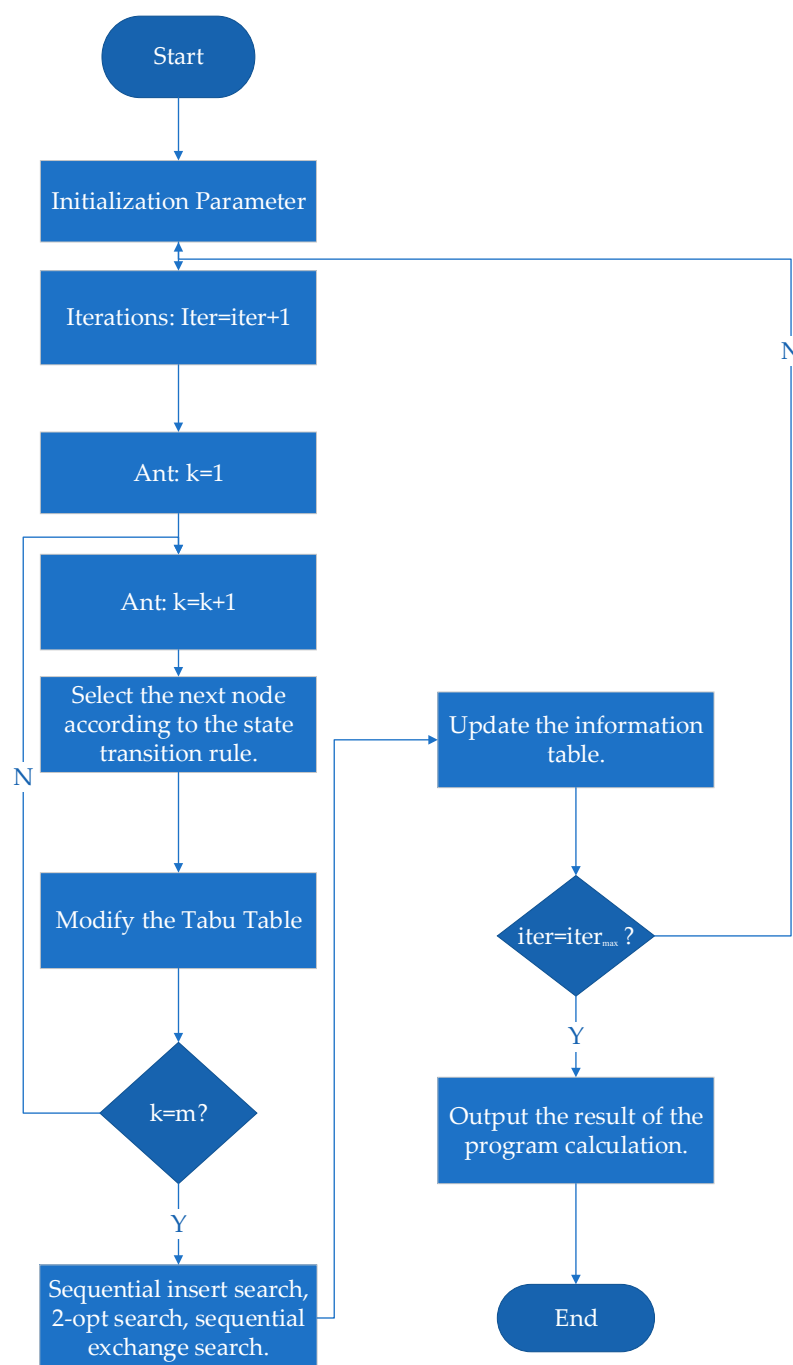 Start
Initialization Parameter
Iterations: Iter=iter+1
N
Ant: k=1
Ant: k=k+1
Select the next node
according to the state
transition rule.
N
Modify the Tabu Table
k=m?
Y
Sequential insert search,
2-opt search, sequential
exchange search.
Update the information
table.
iter=itermax ?
Y
Output the result of the
program calculation.
End